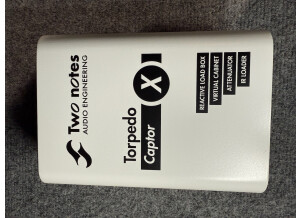 Two notes
AUDIO ENGINEERING
Torpedo
Captor
X
REACTIVE LOAD BOX
VIRTUAL CABINET
ATTENUATOR
IR LOADER